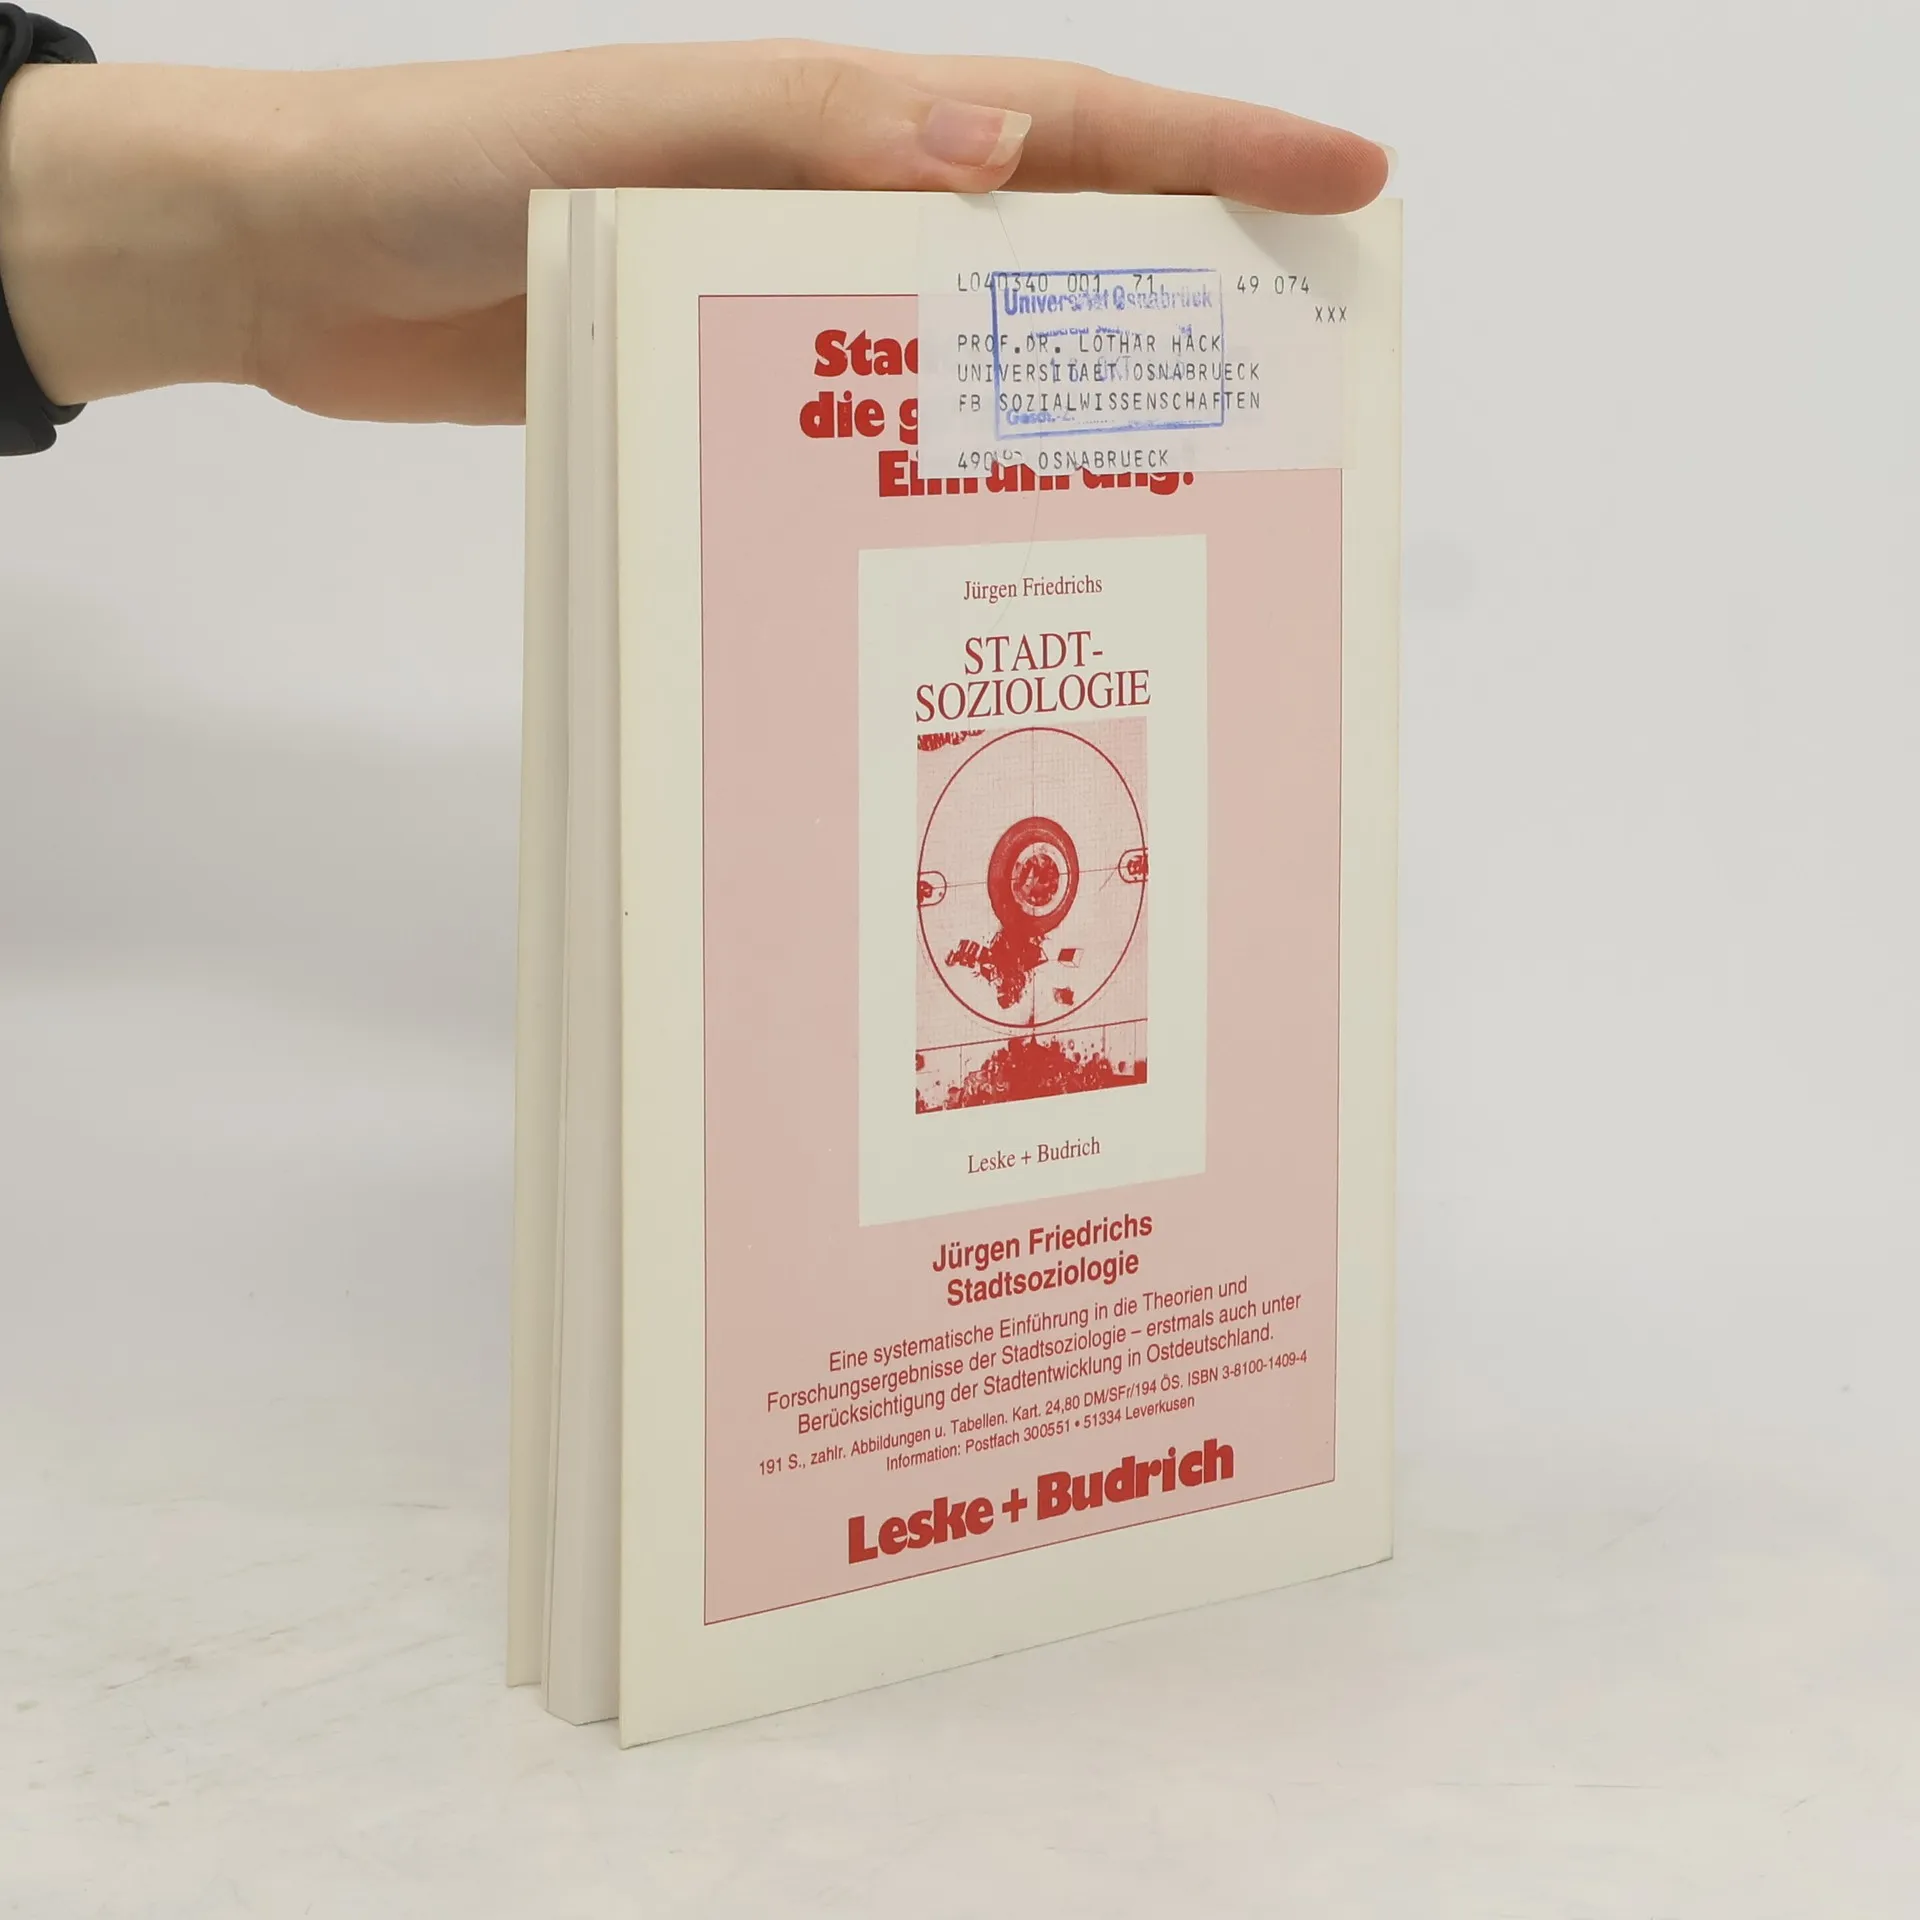 L040340 001 71 49 074
XXX
Universität Osnabrück
PROF.DR. LOTHAR HACK
UNIVERSITAET OSNABRUECK
FB SOZIALWISSENSCHAFTEN
Gesch.-Z.
OSNABRUECK
die
Jürgen Friedrichs
STADT-
SOZIOLOGIE
Leske + Budrich
Jürgen Friedrichs
Stadtsoziologie
Eine systematische Einführung in die Theorien und
Forschungsergebnisse der Stadtsoziologie – erstmals auch unter
Berücksichtigung der Stadtentwicklung in Ostdeutschland.
191 S., zahlr. Abbildungen u. Tabellen. Kart. 24,80 DM/SFr/194 ÖS. ISBN 3-8100-1409-4
Information: Postfach 300551 • 51334 Leverkusen
Leske + Budrich